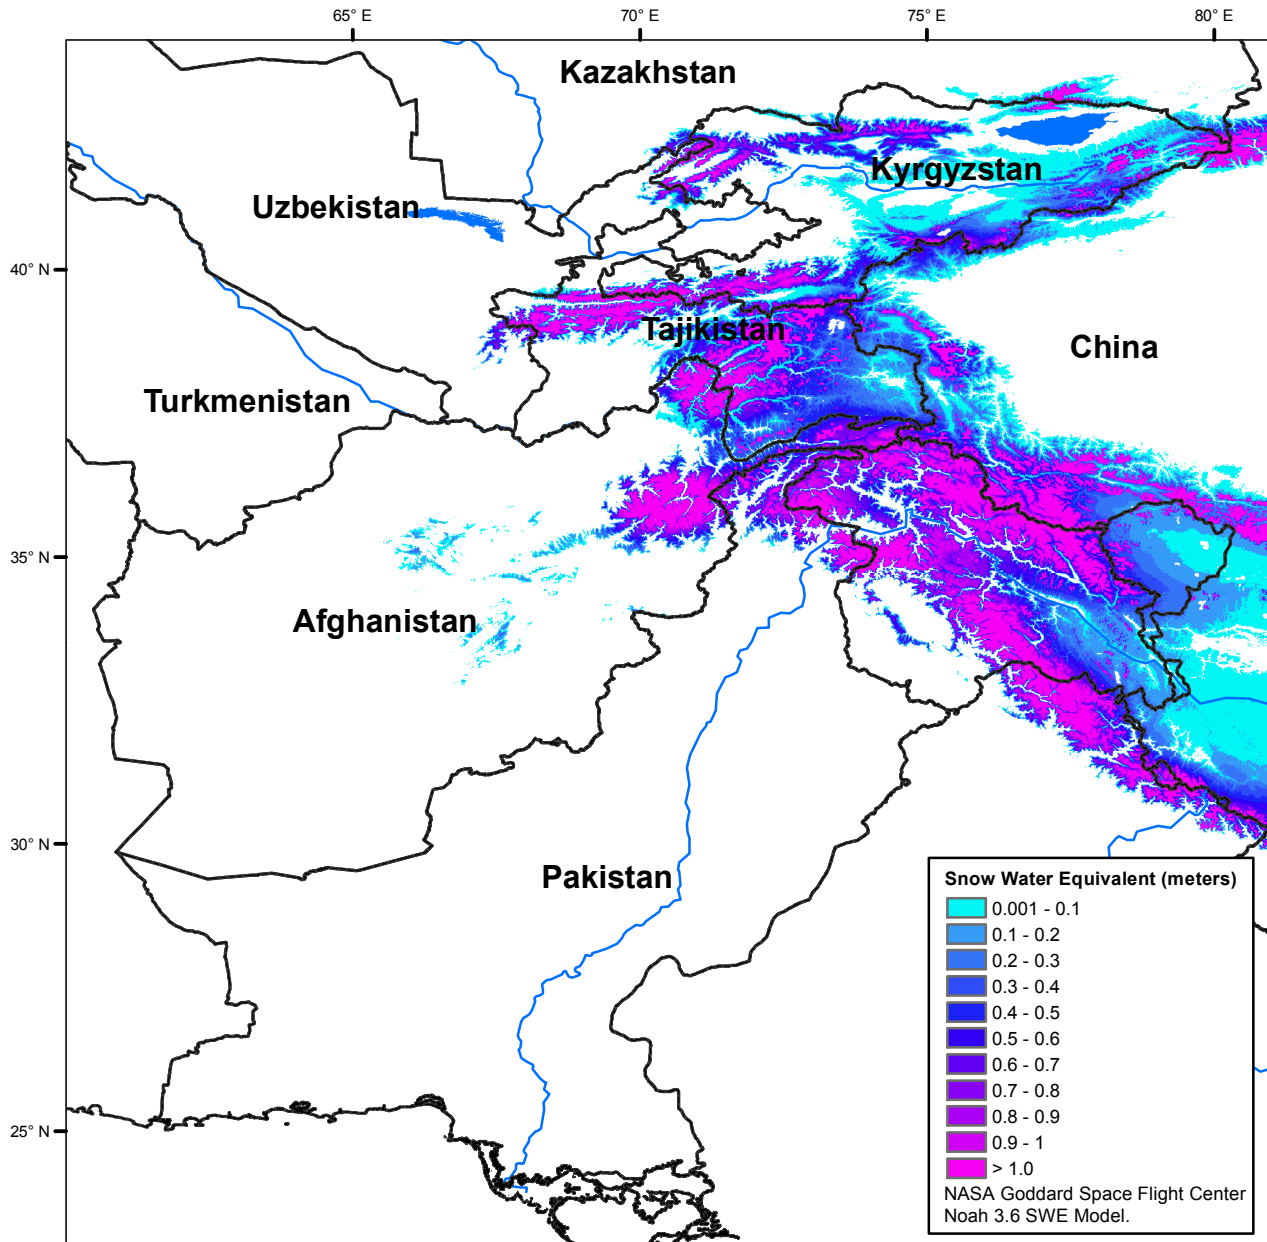 65° E
70° E
75° E
80° E
Kazakhstan
Kyrgyzstan
Uzbekistan
40° N
Tajikistan
China
Turkmenistan
35° N
Afghanistan
30° N
Pakistan
25° N
Snow Water Equivalent (meters)
0.001 - 0.1
0.1 - 0.2
0.2 - 0.3
0.3 - 0.4
0.4 - 0.5
0.5 - 0.6
0.6 - 0.7
0.7 - 0.8
0.8 - 0.9
0.9 - 1
> 1.0
NASA Goddard Space Flight Center
Noah 3.6 SWE Model.